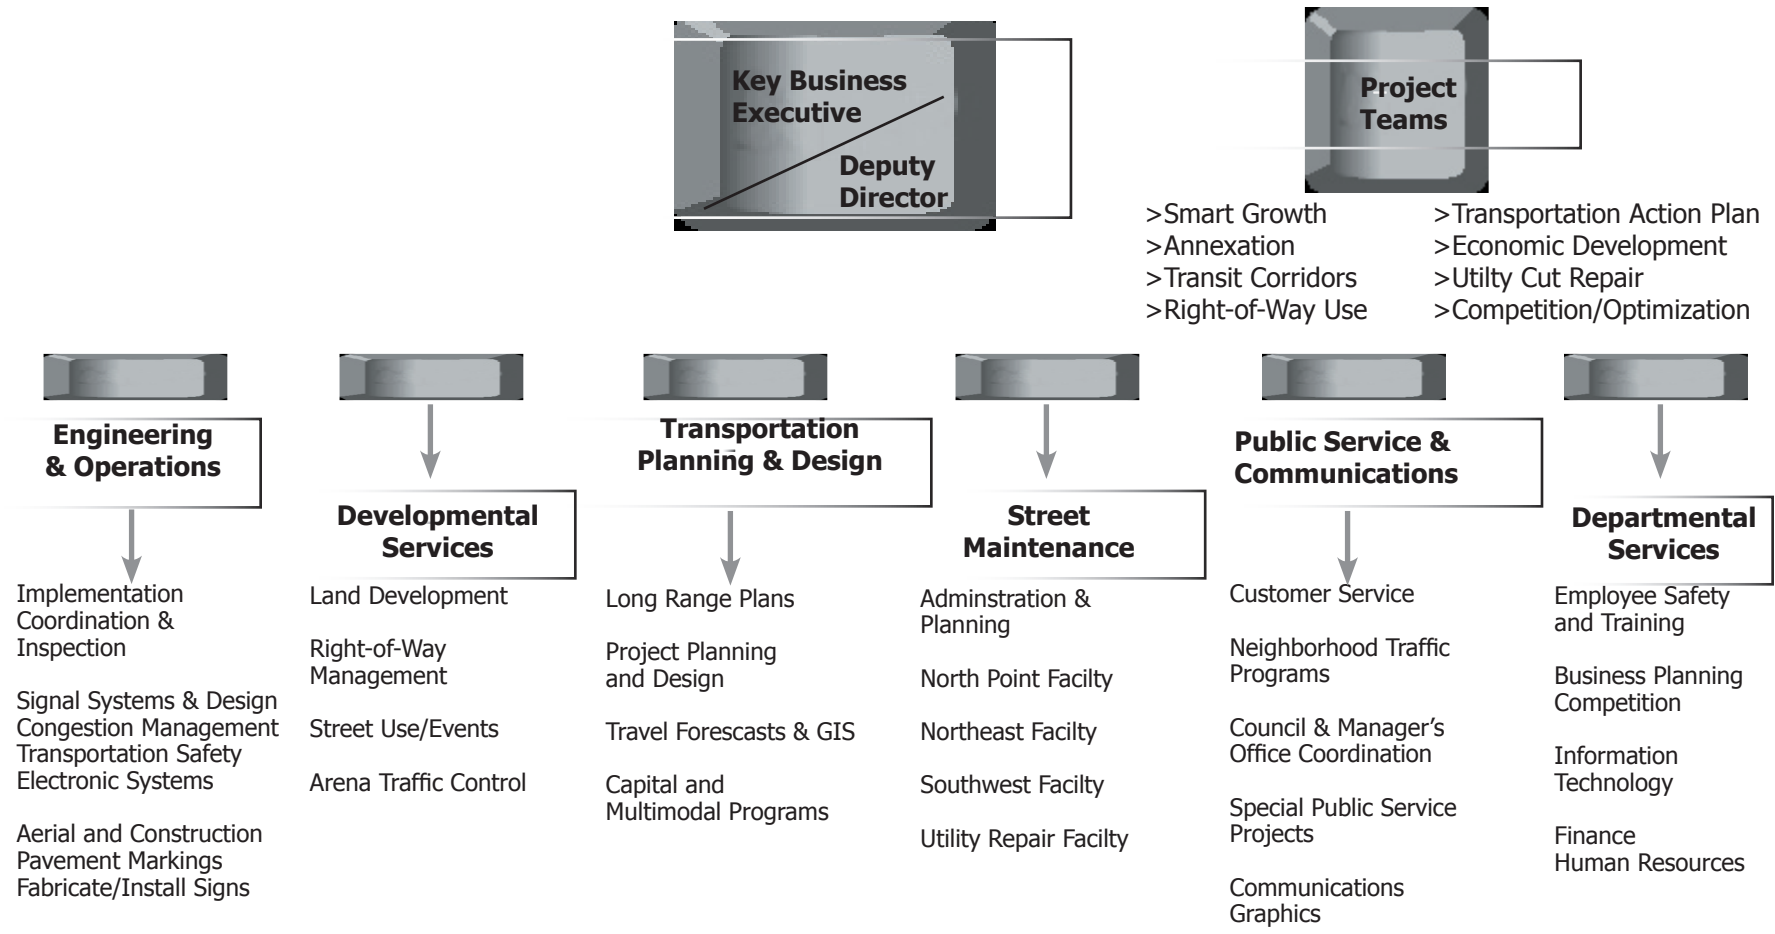 Key Business
Executive
Deputy
Director
Project
Teams
>Smart Growth
>Annexation
>Transit Corridors
>Right-of-Way Use
>Transportation Action Plan
>Economic Development
>Utilty Cut Repair
>Competition/Optimization
Engineering
& Operations
Implementation
Coordination &
Inspection
Signal Systems & Design
Congestion Management
Transportation Safety
Electronic Systems
Aerial and Construction
Pavement Markings
Fabricate/Install Signs
Developmental
Services
Land Development
Right-of-Way
Management
Street Use/Events
Arena Traffic Control
Transportation
Planning & Design
Long Range Plans
Project Planning
and Design
Travel Forescasts & GIS
Capital and
Multimodal Programs
Street
Maintenance
Adminstration &
Planning
North Point Facilty
Northeast Facilty
Southwest Facilty
Utility Repair Facilty
Public Service &
Communications
Customer Service
Neighborhood Traffic
Programs
Council & Manager’s
Office Coordination
Special Public Service
Projects
Communications
Graphics
Departmental
Services
Employee Safety
and Training
Business Planning
Competition
Information
Technology
Finance
Human Resources